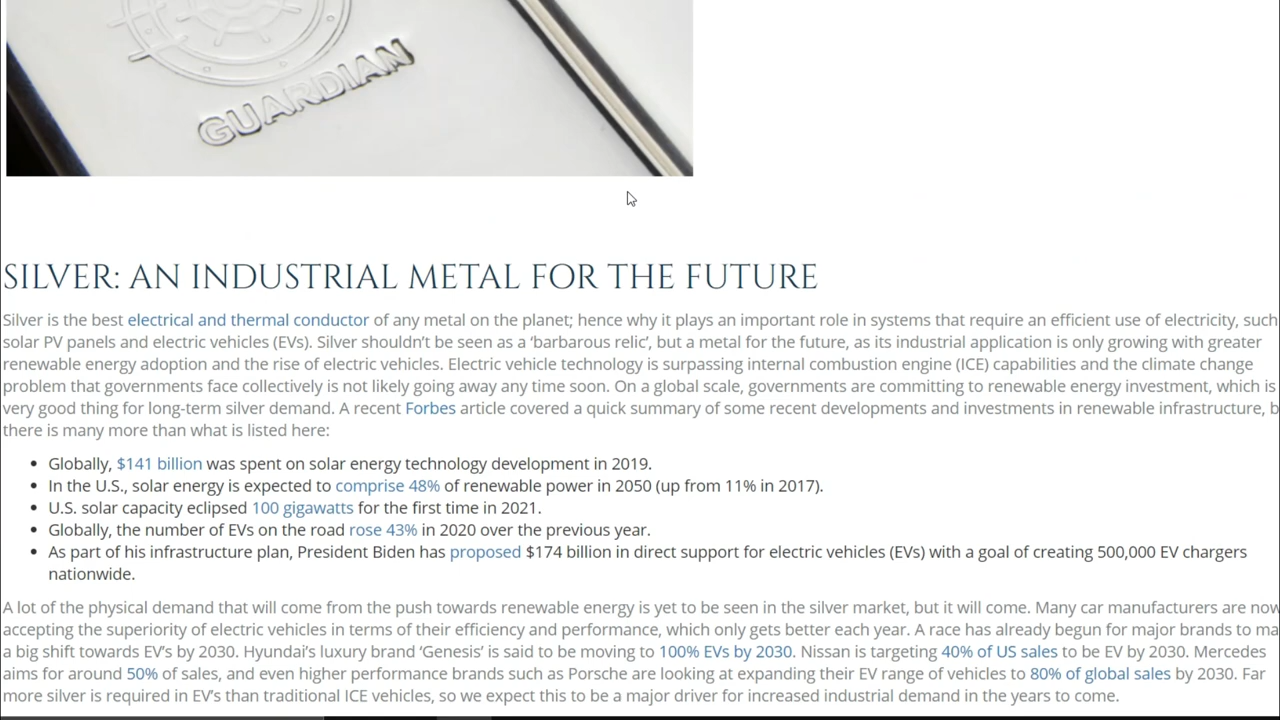 GUARDIAN
SILVER: AN INDUSTRIAL METAL FOR THE FUTURE
Silver is the best electrical and thermal conductor of any metal on the planet; hence why it plays an important role in systems that require an efficient use of electricity, such
solar PV panels and electric vehicles (EVs). Silver shouldn't be seen as a 'barbarous relic', but a metal for the future, as its industrial application is only growing with greater
renewable energy adoption and the rise of electric vehicles. Electric vehicle technology is surpassing internal combustion engine (ICE) capabilities and the climate change
problem that governments face collectively is not likely going away any time soon. On a global scale, governments are committing to renewable energy investment, which is
very good thing for long-term silver demand. A recent Forbes article covered a quick summary of some recent developments and investments in renewable infrastructure,
there is many more than what is listed here:
• Globally, $141 billion was spent on solar energy technology development in 2019.
• In the U.S., solar energy is expected to comprise 48% of renewable power in 2050 (up from 11% in 2017).
• U.S. solar capacity eclipsed 100 gigawatts for the first time in 2021.
• Globally, the number of EVs on the road rose 43% in 2020 over the previous year.
• As part of his infrastructure plan, President Biden has proposed $174 billion in direct support for electric vehicles (EVs) with a goal of creating 500,000 EV chargers
nationwide.
A lot of the physical demand that will come from the push towards renewable energy is yet to be seen in the silver market, but it will come. Many car manufacturers are now
accepting the superiority of electric vehicles in terms of their efficiency and performance, which only gets better each year. A race has already begun for major brands to
a big shift towards EV's by 2030. Hyundai's luxury brand 'Genesis' is said to be moving to 100% EVs by 2030. Nissan is targeting 40% of US sales to be EV by 2030. Mercedes
aims for around 50% of sales, and even higher performance brands such as Porsche are looking at expanding their EV range of vehicles to 80% of global sales by 2030. Far
more silver is required in EV's than traditional ICE vehicles, so we expect this to be a major driver for increased industrial demand in the years to come.